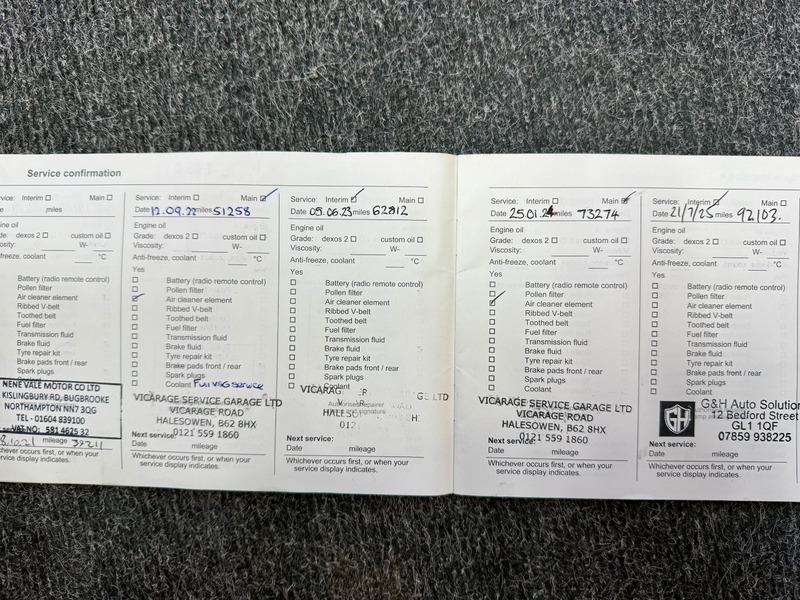 Service confirmation
Service: Interim ☐ Main ☐
miles
Engine oil
Grade: dexos 2 ☐ custom oil ☐
W-
°C
Battery (radio remote control)
Pollen filter
Air cleaner element
Ribbed V-belt
Toothed belt
Fuel filter
Transmission fluid
Brake fluid
Tyre repair kit
Brake pads front / rear
Spark plugs
NENE VALE MOTOR CO LTD
KISLINGBURY RD, BUGBROOKE
NORTHAMPTON NN7 3QG
TEL - 01604 839100
VAT NO: 581 4625 32
mileage 39211
Whichever occurs first, or when your
service display indicates.
Service: Interim ☐ Main ☑
Date 12.09.22 miles 51258
Engine oil
Grade: dexos 2 ☐ custom oil ☐
Viscosity: W-
Anti-freeze, coolant °C
Yes
☐ Battery (radio remote control)
☐ Pollen filter
☑ Air cleaner element
☐ Ribbed V-belt
☐ Toothed belt
☐ Fuel filter
☐ Transmission fluid
☐ Brake fluid
☐ Tyre repair kit
☐ Brake pads front / rear
☐ Spark plugs
☐ Coolant Full VHG Service
VICARAGE SERVICE GARAGE LTD
VICARAGE ROAD
HALESOWEN, B62 8HX
0121 559 1860
Next service:
Date mileage
Whichever occurs first, or when your
service display indicates.
Service: Interim ☑ Main ☐
Date 05.06.23 miles 62812
Engine oil
Grade: dexos 2 ☐ custom oil ☐
Viscosity: W-
Anti-freeze, coolant °C
Yes
☐ Battery (radio remote control)
☐ Pollen filter
☐ Air cleaner element
☐ Ribbed V-belt
☐ Toothed belt
☐ Fuel filter
☐ Transmission fluid
☐ Brake fluid
☐ Tyre repair kit
☐ Brake pads front / rear
☐ Spark plugs
☐ Coolant
Authorised Repairer
signature
Next service:
Date mileage
Whichever occurs first, or when your
service display indicates.
Service: Interim ☐ Main ☑
Date 25.01.24 miles 73274
Engine oil
Grade: dexos 2 ☐ custom oil ☐
Viscosity: W-
Anti-freeze, coolant °C
Yes
☐ Battery (radio remote control)
☐ Pollen filter
☑ Air cleaner element
☐ Ribbed V-belt
☐ Toothed belt
☐ Fuel filter
☐ Transmission fluid
☐ Brake fluid
☐ Tyre repair kit
☐ Brake pads front / rear
☐ Spark plugs
☐ Coolant
VICARAGE SERVICE GARAGE LTD
VICARAGE ROAD
HALESOWEN, B62 8HX
0121 559 1860
Next service:
Date mileage
Whichever occurs first, or when your
service display indicates.
Service: Interim ☑ Main ☐
Date 21/7/25 miles 92103.
Engine oil
Grade: dexos 2 ☐ custom oil ☐
Viscosity: W-
Anti-freeze, coolant °C
Yes
☐ Battery (radio remote control)
☐ Pollen filter
☐ Air cleaner element
☐ Ribbed V-belt
☐ Toothed belt
☐ Fuel filter
☐ Transmission fluid
☐ Brake fluid
☐ Tyre repair kit
☐ Brake pads front / rear
☐ Spark plugs
☐ Coolant
GH
G&H Auto Solution
12 Bedford Street
GL1 1QF
07859 938225
Next service:
Date mileage
Whichever occurs first, or when your
service display indicates.